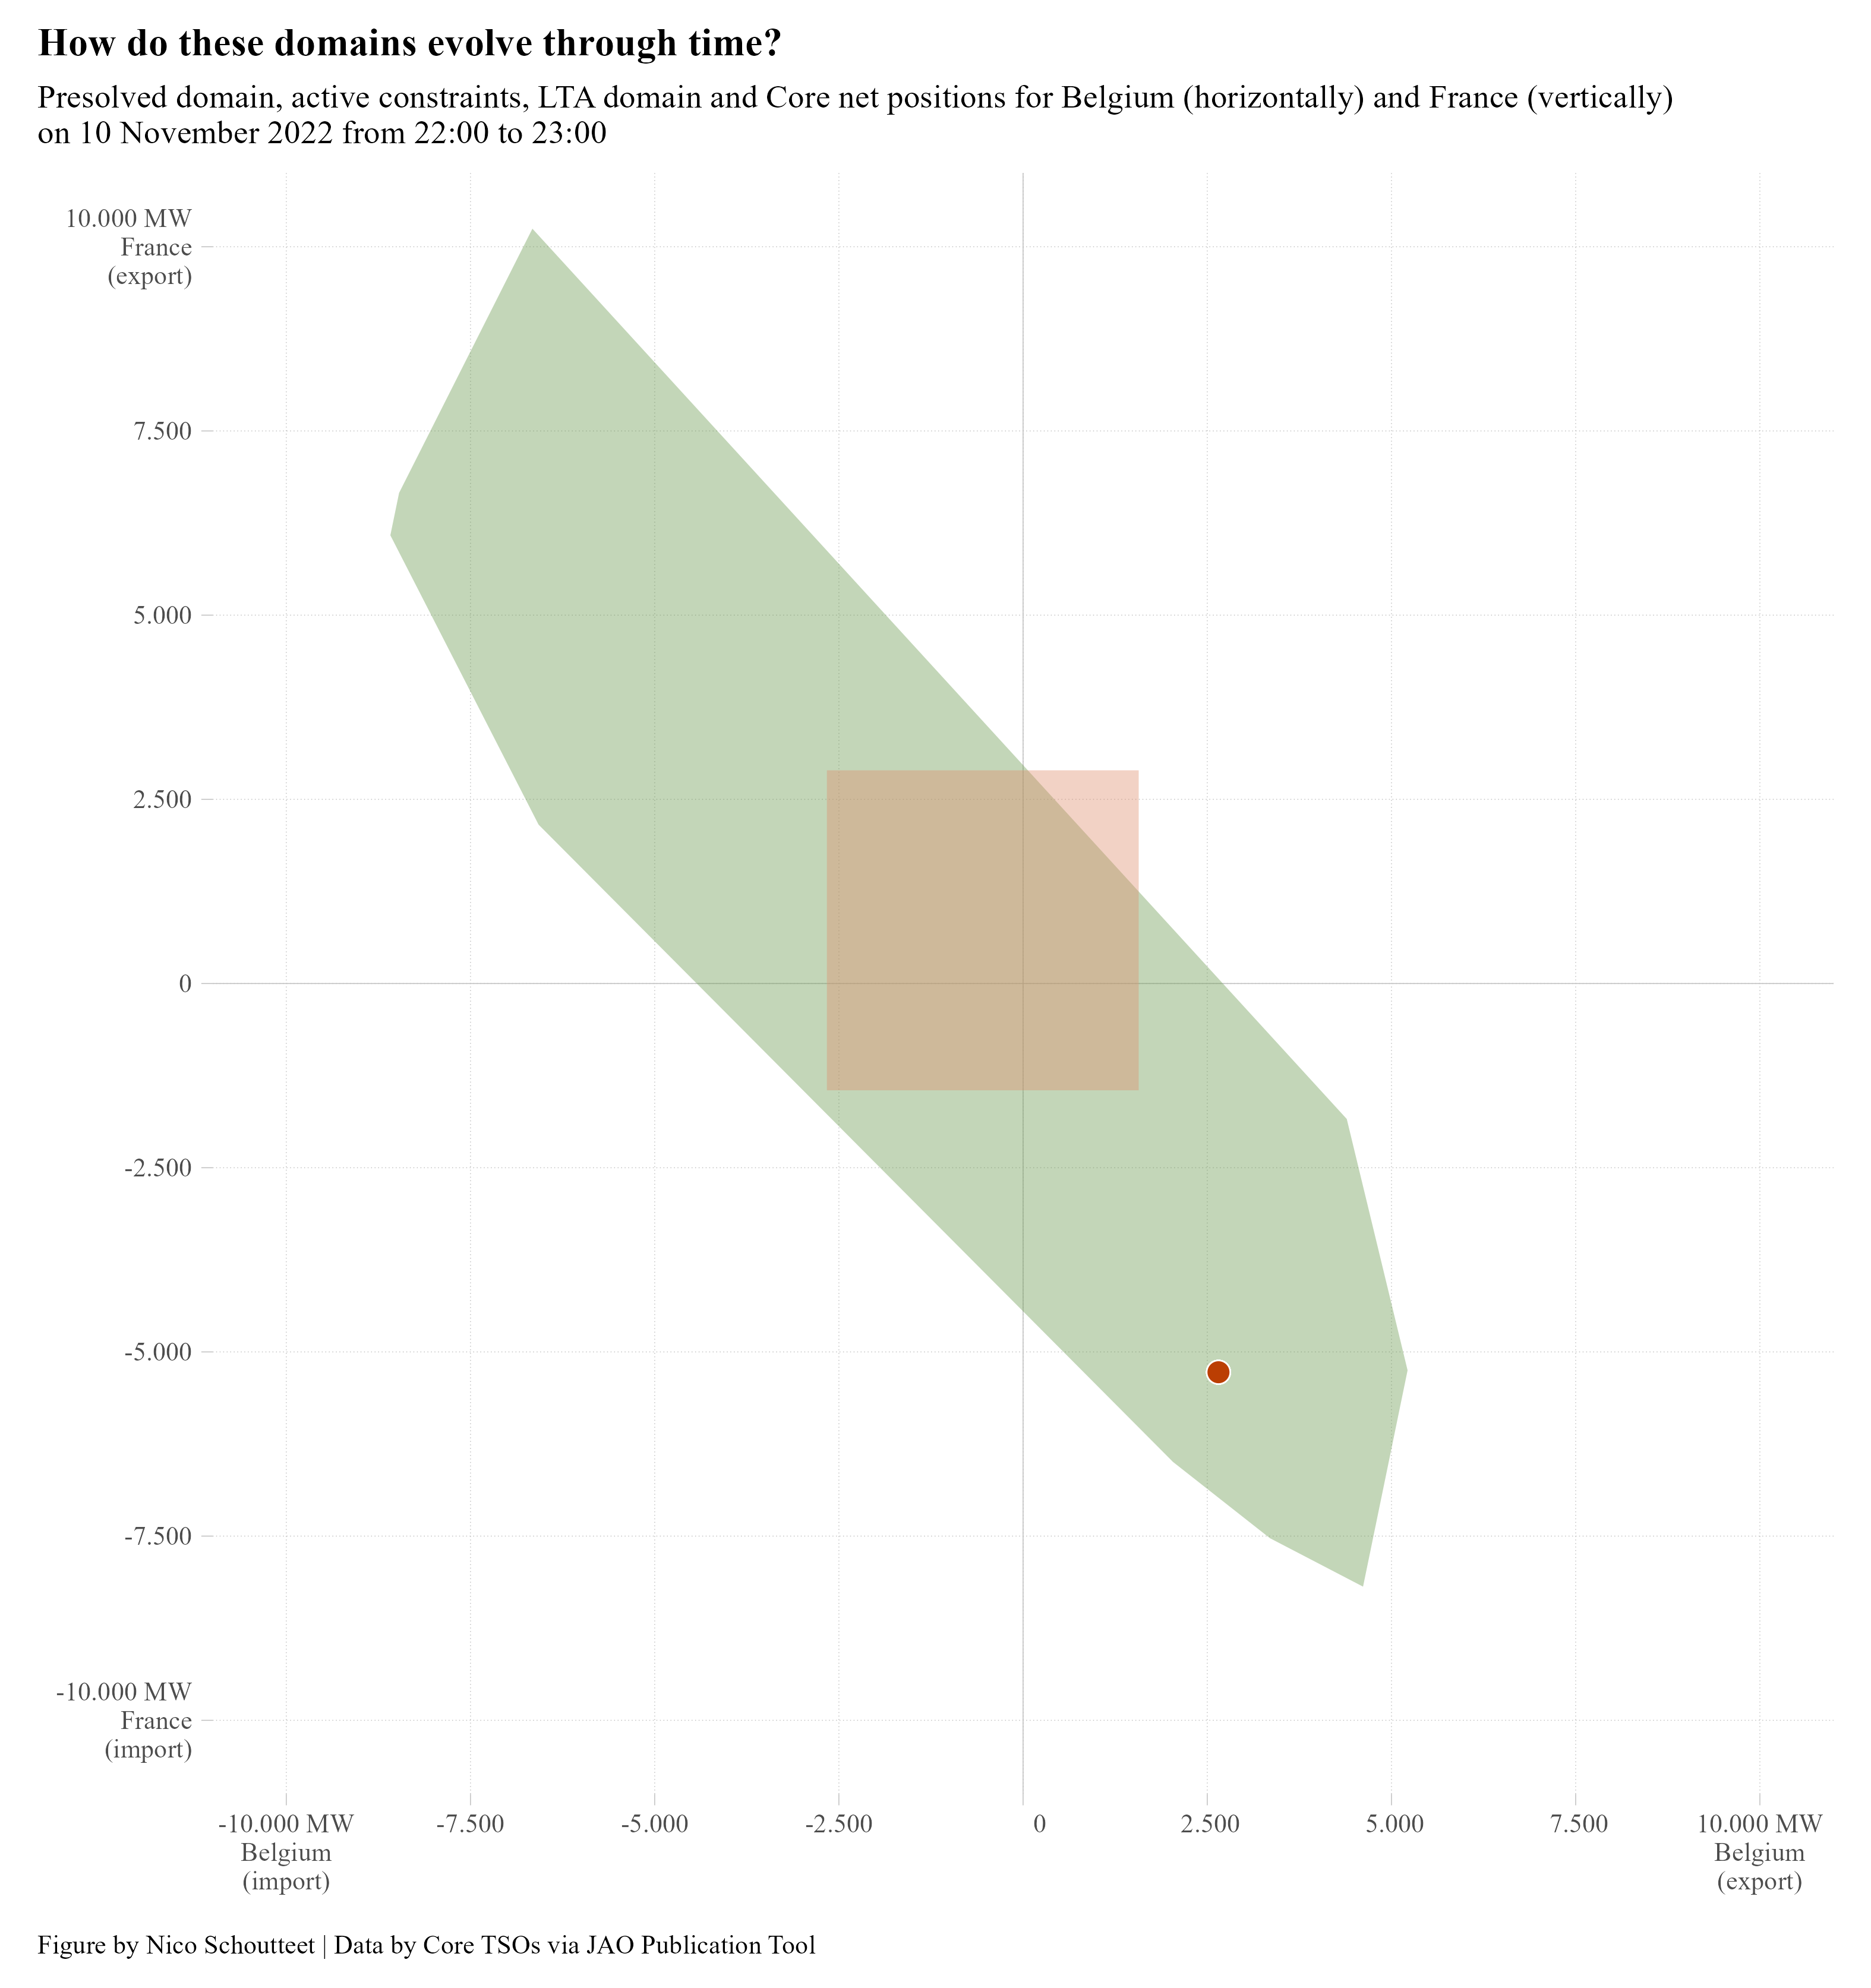 How do these domains evolve through time?
Presolved domain, active constraints, LTA domain and Core net positions for Belgium (horizontally) and France (vertically)
on 10 November 2022 from 22:00 to 23:00
10.000 MW
France
(export)
7.500
5.000
2.500
0
-2.500
-5.000
-7.500
-10.000 MW
France
(import)
-10.000 MW
Belgium
(import)
-7.500
-5.000
-2.500
0
2.500
5.000
7.500
10.000 MW
Belgium
(export)
Figure by Nico Schoutteet | Data by Core TSOs via JAO Publication Tool